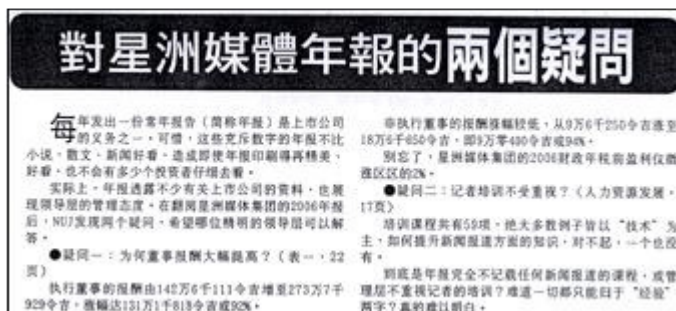 對星洲媒體年報的兩個疑問
每年发出一份常年报告（简称年报）是上市公司
的义务之一。可惜，这些充斥数字的年报不比
小说、散文、新闻好看，造成即使年报印刷得再精美、
好看，也不会有多少个投资者仔细去看。
实际上，年报透露不少有关上市公司的资料，也展
现领导层的管理态度。在翻阅星洲媒体集团的2006年报
后，NUJ发现两个疑问，希望哪位精明的领导层可以解
答。
●疑问一：为何董事报酬大幅提高？（表一，22
页）
执行董事的报酬由142万6千111令吉增至273万7千
929令吉，涨幅达131万1千818令吉或92%。
非执行董事的报酬涨幅较低，从9万6千250令吉涨至
18万6千650令吉，即9万零400令吉或94%。
别忘了，星洲媒体集团的2006财政年税前盈利仅微
涨区区的2%。
●疑问二：记者培训不受重视？（人力资源发展，
17页）
培训课程共有59项，绝大多数例子皆以“技术”为
主，如何提升新闻报道方面的知识，对不起，一个也没
有。
到底是年报完全不记载任何新闻报道的课程，或管
理层不重视记者的培训？难道一切都只能归于“经验”
两字？真的难以明白。